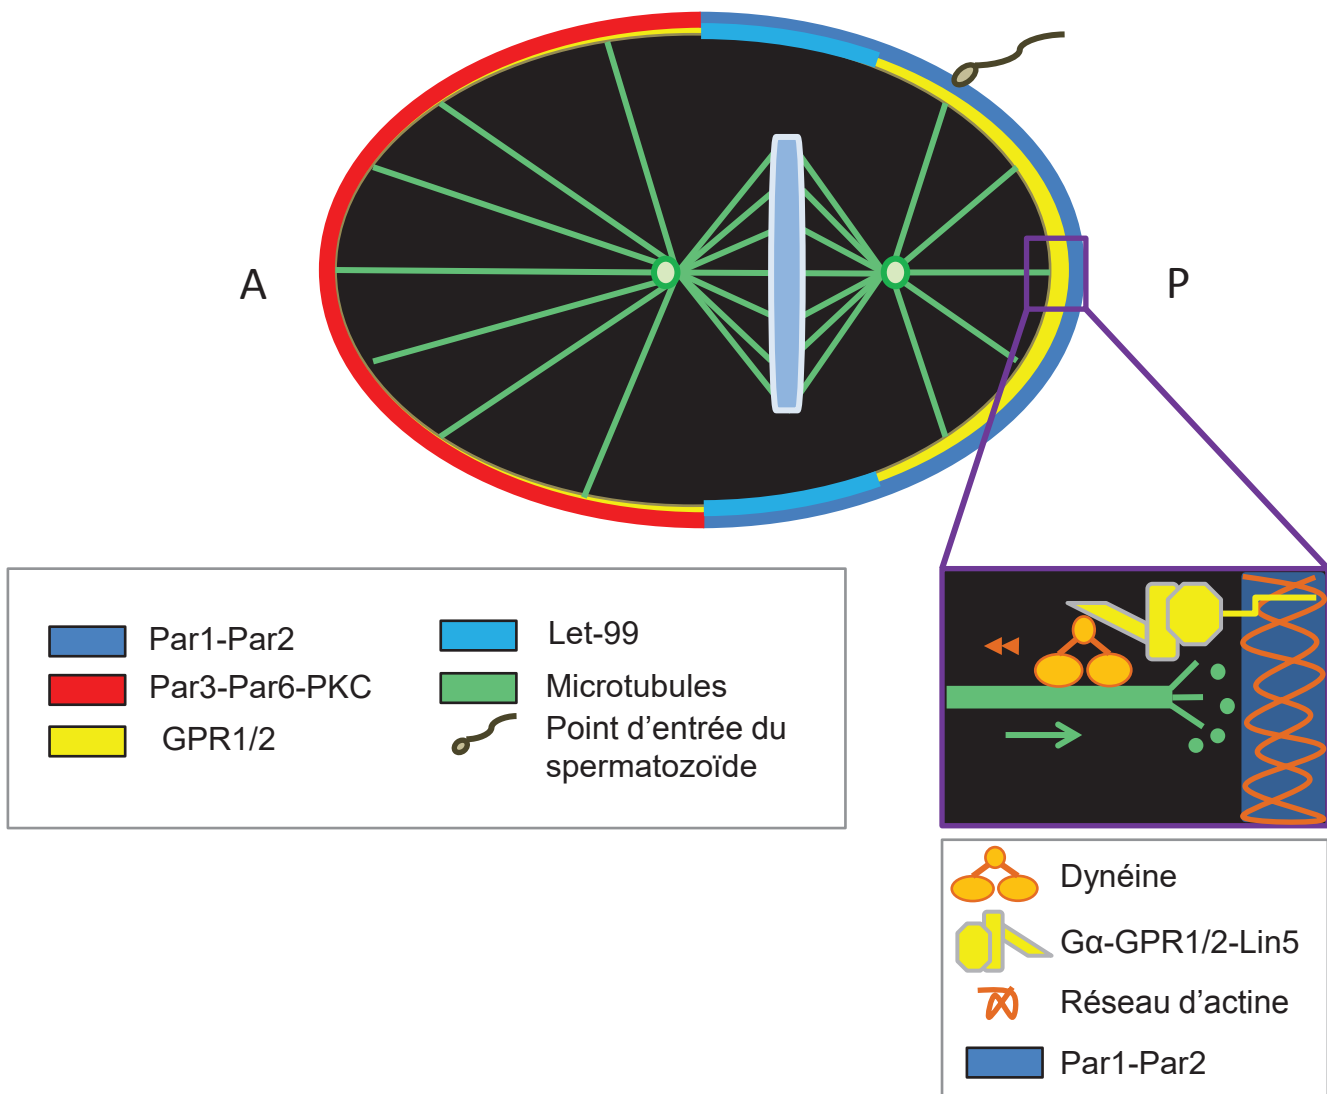 A
P
Par1-Par2
Par3-Par6-PKC
GPR1/2
Let-99
Microtubules
Point d'entrée du
spermatozoïde
Dynéine
Gα-GPR1/2-Lin5
Réseau d'actine
Par1-Par2